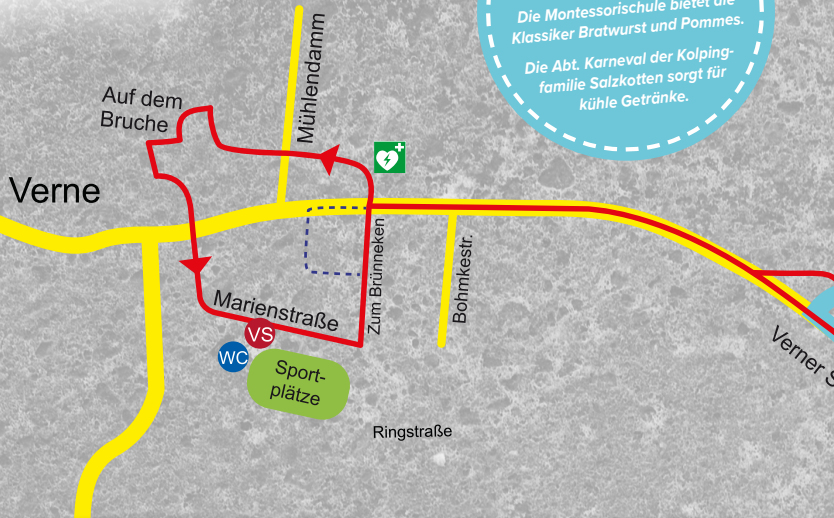 Die Montessorischule bietet die
Klassiker Bratwurst und Pommes.
Die Abt. Karneval der Kolping-
familie Salzkotten sorgt für
kühle Getränke.
Mühlendamm
Auf dem
Bruche
Verne
Zum Brünneken
Bohmkestr.
Marienstraße
VS
WC
Sport-
plätze
Verner S
Ringstraße